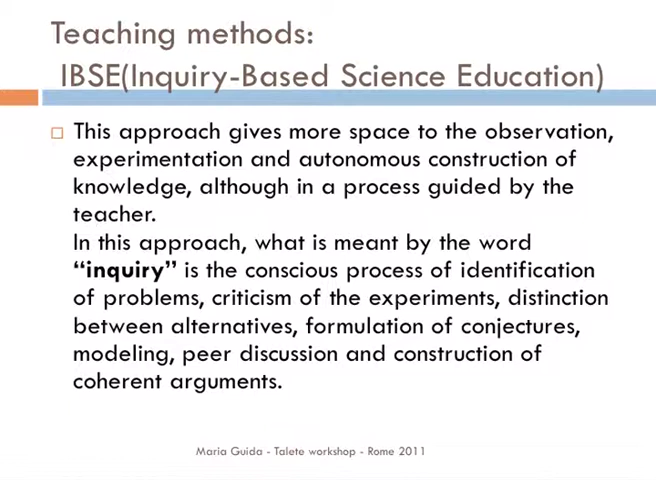 Teaching methods:
IBSE(Inquiry-Based Science Education)
This approach gives more space to the observation,
experimentation and autonomous construction of
knowledge, although in a process guided by the
teacher.
In this approach, what is meant by the word
“inquiry” is the conscious process of identification
of problems, criticism of the experiments, distinction
between alternatives, formulation of conjectures,
modeling, peer discussion and construction of
coherent arguments.
Maria Guida - Talete workshop - Rome 2011